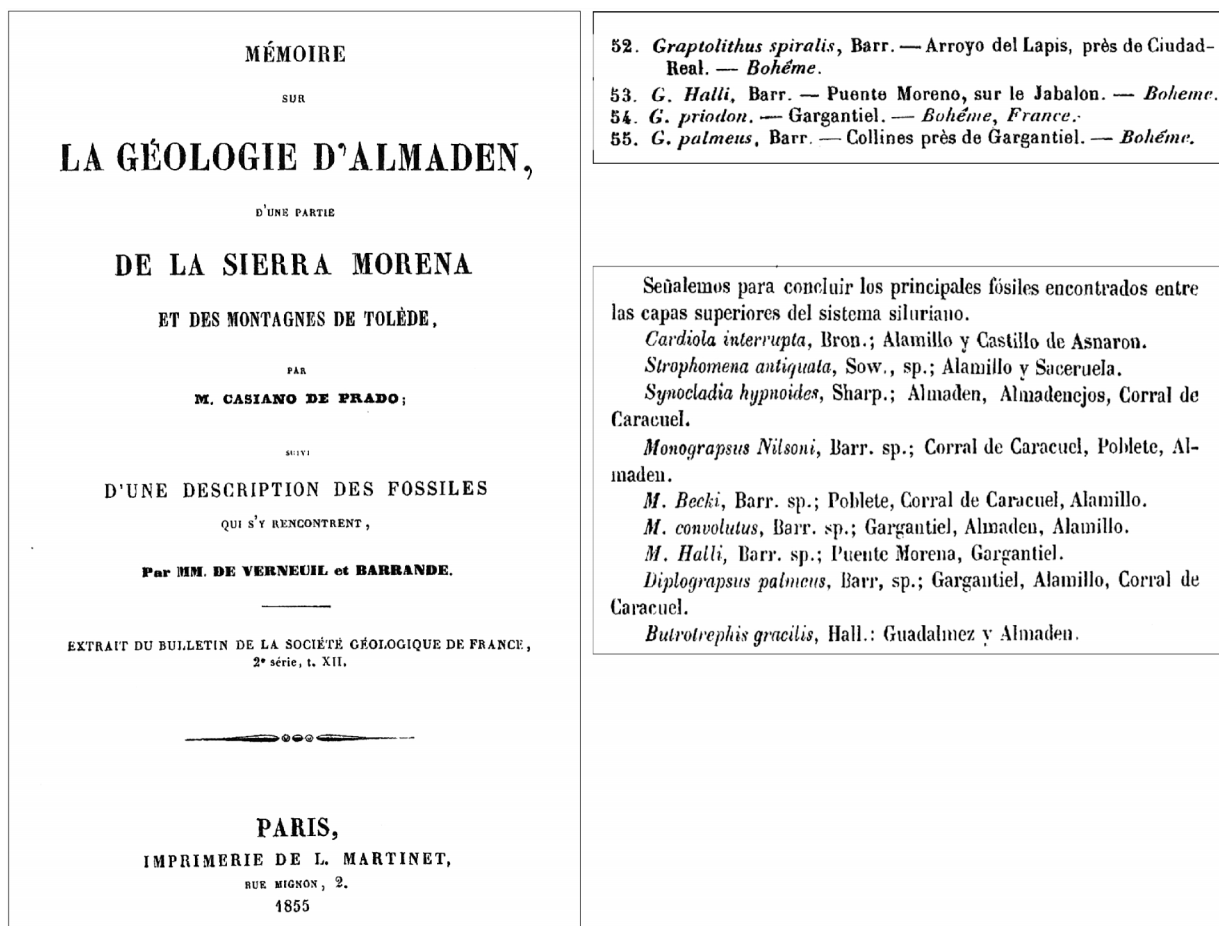 MÉMOIRE
SUR
LA GÉOLOGIE D'ALMADEN,
D'UNE PARTIE
DE LA SIERRA MORENA
ET DES MONTAGNES DE TOLÈDE,
PAR
M. CASIANO DE PRADO;
SUIVI
D'UNE DESCRIPTION DES FOSSILES
QUI S'Y RENCONTRENT,
Par MM. DE VERNEUIL et BARRANDE.
EXTRAIT DU BULLETIN DE LA SOCIÉTÉ GÉOLOGIQUE DE FRANCE,
2e série, t. XII.
PARIS,
IMPRIMERIE DE L. MARTINET,
RUE MIGNON, 2.
1855
52. Graptolithus spiralis, Barr. — Arroyo del Lapis, près de Ciudad-
Real. — Bohéme.
53. G. Halli, Barr. — Puente Moreno, sur le Jabalon. — Boheme.
54. G. priodon. — Gargantiel. — Bohéme, France.
55. G. palmeus, Barr. — Collines près de Gargantiel. — Bohéme.
Señalemos para concluir los principales fósiles encontrados entre
las capas superiores del sistema siluriano.
Cardiola interrupta, Bron.; Alamillo y Castillo de Asnaron.
Strophomena antiquata, Sow., sp.; Alamillo y Saceruela.
Synocladia hypnoides, Sharp.; Almaden, Almadenejos, Corral de
Caracuel.
Monograpsus Nilsoni, Barr. sp.; Corral de Caracuel, Poblete, Al-
maden.
M. Becki, Barr. sp.; Poblete, Corral de Caracuel, Alamillo.
M. convolutus, Barr. sp.; Gargantiel, Almaden, Alamillo.
M. Halli, Barr. sp.; Puente Morena, Gargantiel.
Diplograpsus palmeus, Barr, sp.; Gargantiel, Alamillo, Corral de
Caracuel.
Butrotrephis gracilis, Hall.: Guadalmez y Almaden.